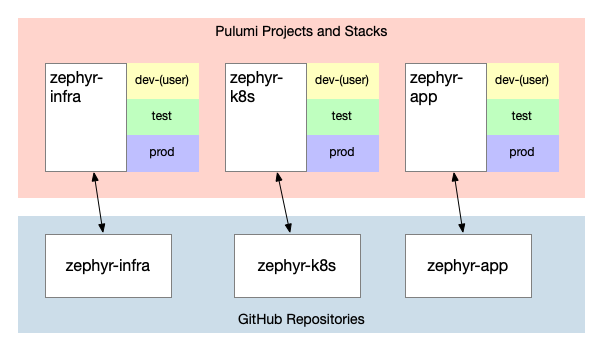 Pulumi Projects and Stacks
zephyr-
infra
dev-(user)
test
prod
zephyr-
k8s
dev-(user)
test
prod
zephyr-
app
dev-(user)
test
prod
zephyr-infra
zephyr-k8s
zephyr-app
GitHub Repositories